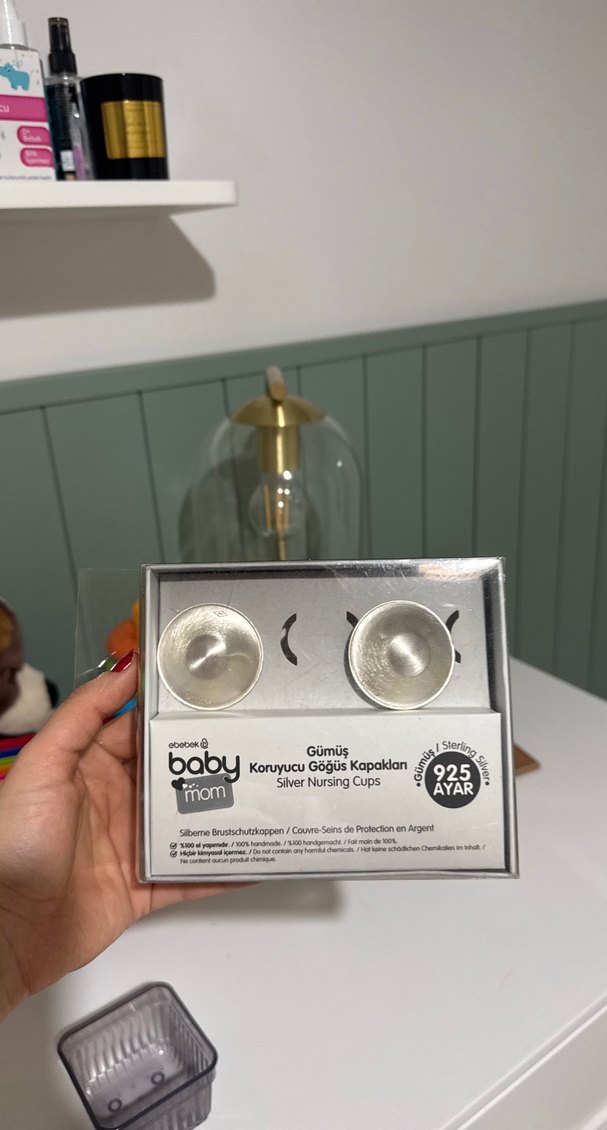 cu
ebebek
baby
mom
Gümüş
Koruyucu Göğüs Kapakları
Silver Nursing Cups
Gümüş / Sterling Silver
925
AYAR
Silberne Brustschutzkappen / Couvre-Seins de Protection en Argent
%100 el yapımıdır. / 100% handmade. / %100 handgemacht. / Fait main de 100%.
Hiçbir kimyasal içermez. / Do not contain any harmful chemicals. / Hat keine schädlichen Chemikalien im Inhalt. /
Ne contient aucun produit chimique.